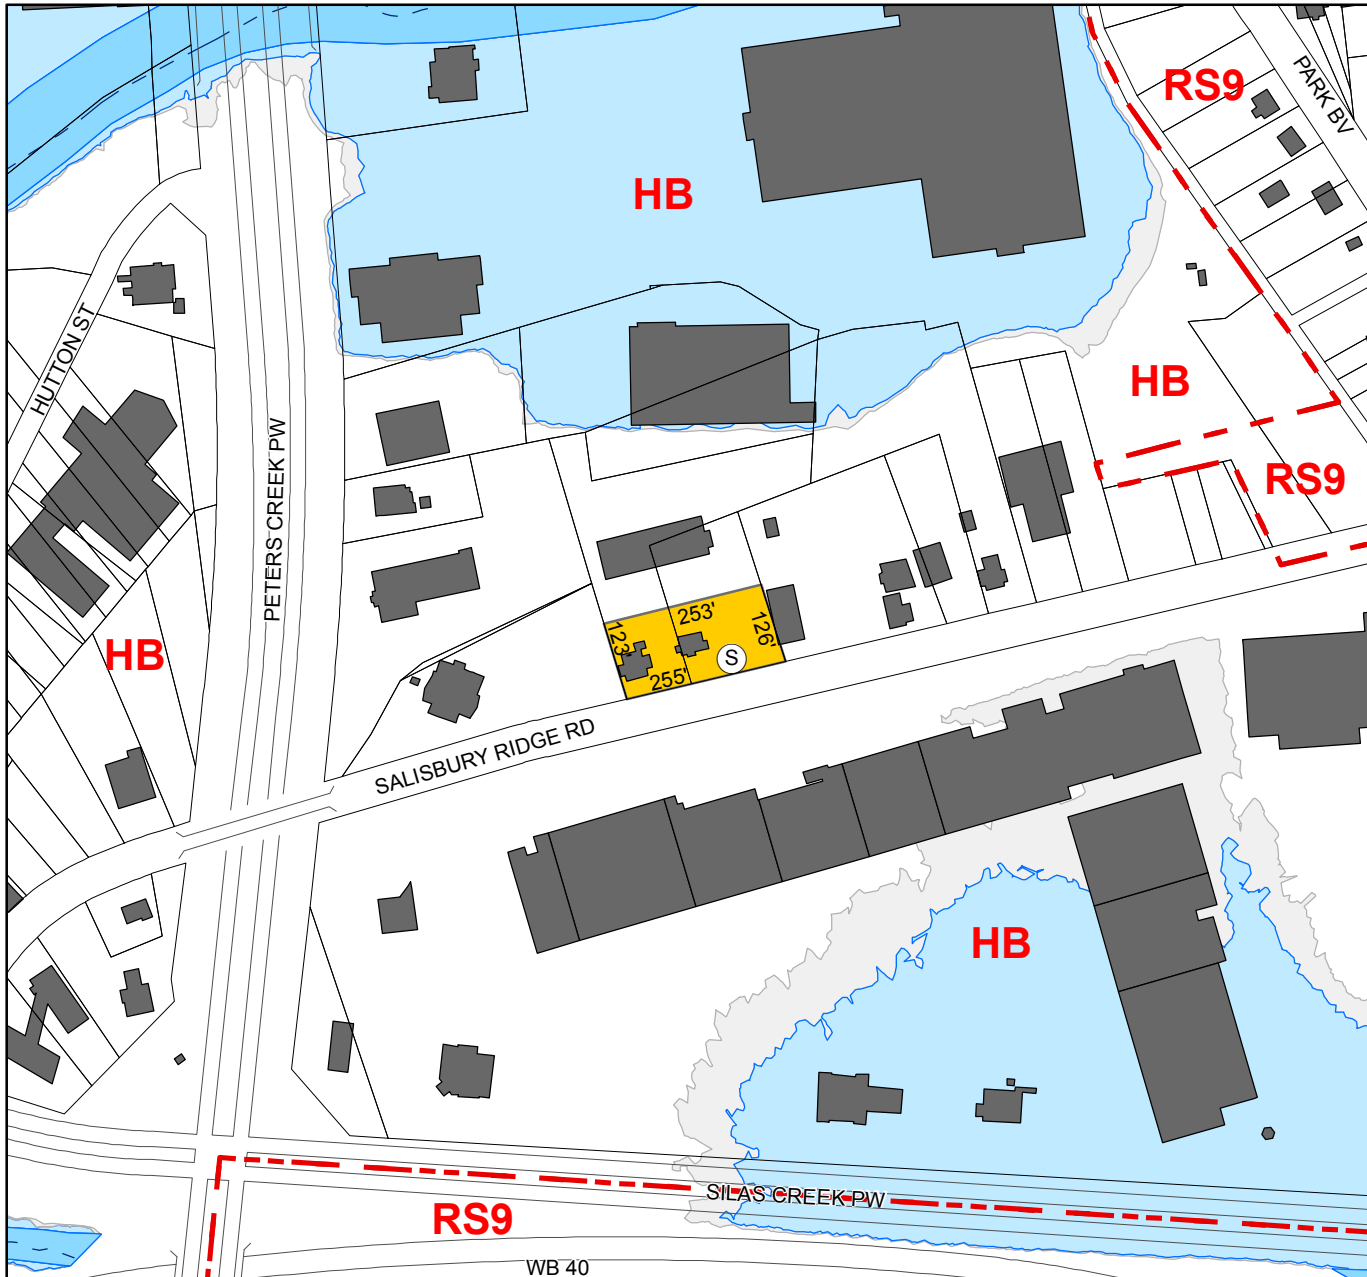 RS9
PARK BV
HB
HUTTON ST
HB
PETERS CREEK PW
RS9
253'
123'
126'
HB
S
255'
SALISBURY RIDGE RD
HB
SILAS CREEK PW
RS9
WB 40